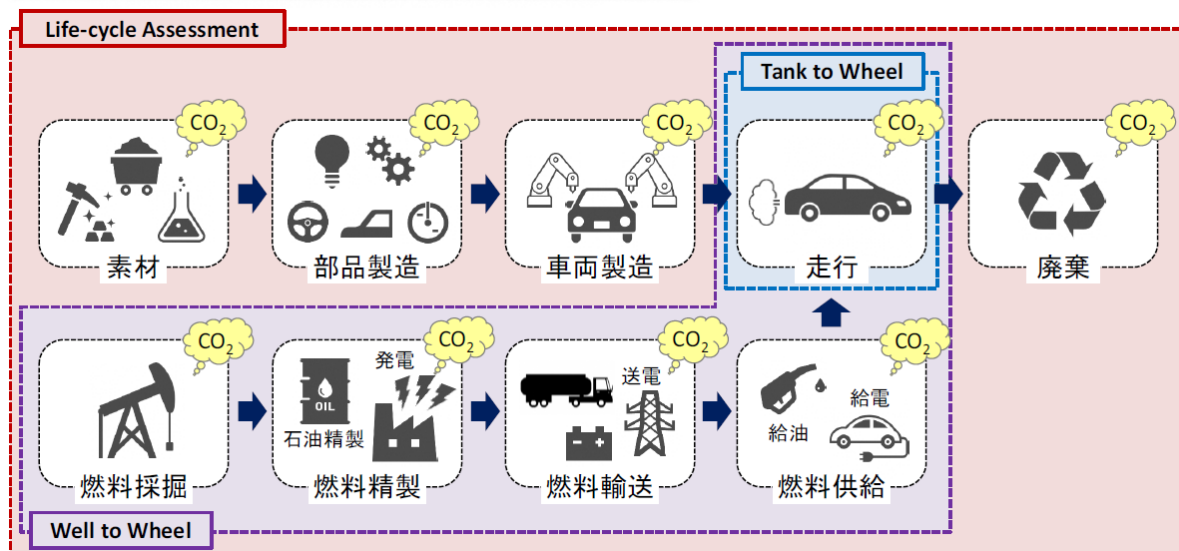 Life-cycle Assessment
Tank to Wheel
CO2
CO2
CO2
CO2
CO2
素材
部品製造
車両製造
走行
廃棄
CO2
CO2
CO2
CO2
発電
OIL
石油精製
送電
給油
給電
燃料採掘
燃料精製
燃料輸送
燃料供給
Well to Wheel